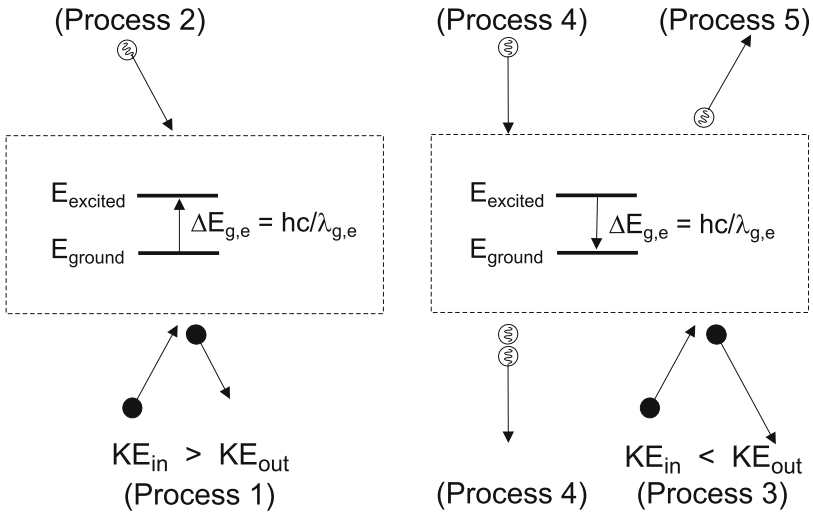 (Process 2)
E_excited
ΔE_g,e = hc/λ_g,e
E_ground
KE_in > KE_out
(Process 1)
(Process 4)
(Process 5)
E_excited
ΔE_g,e = hc/λ_g,e
E_ground
KE_in < KE_out
(Process 4)
(Process 3)